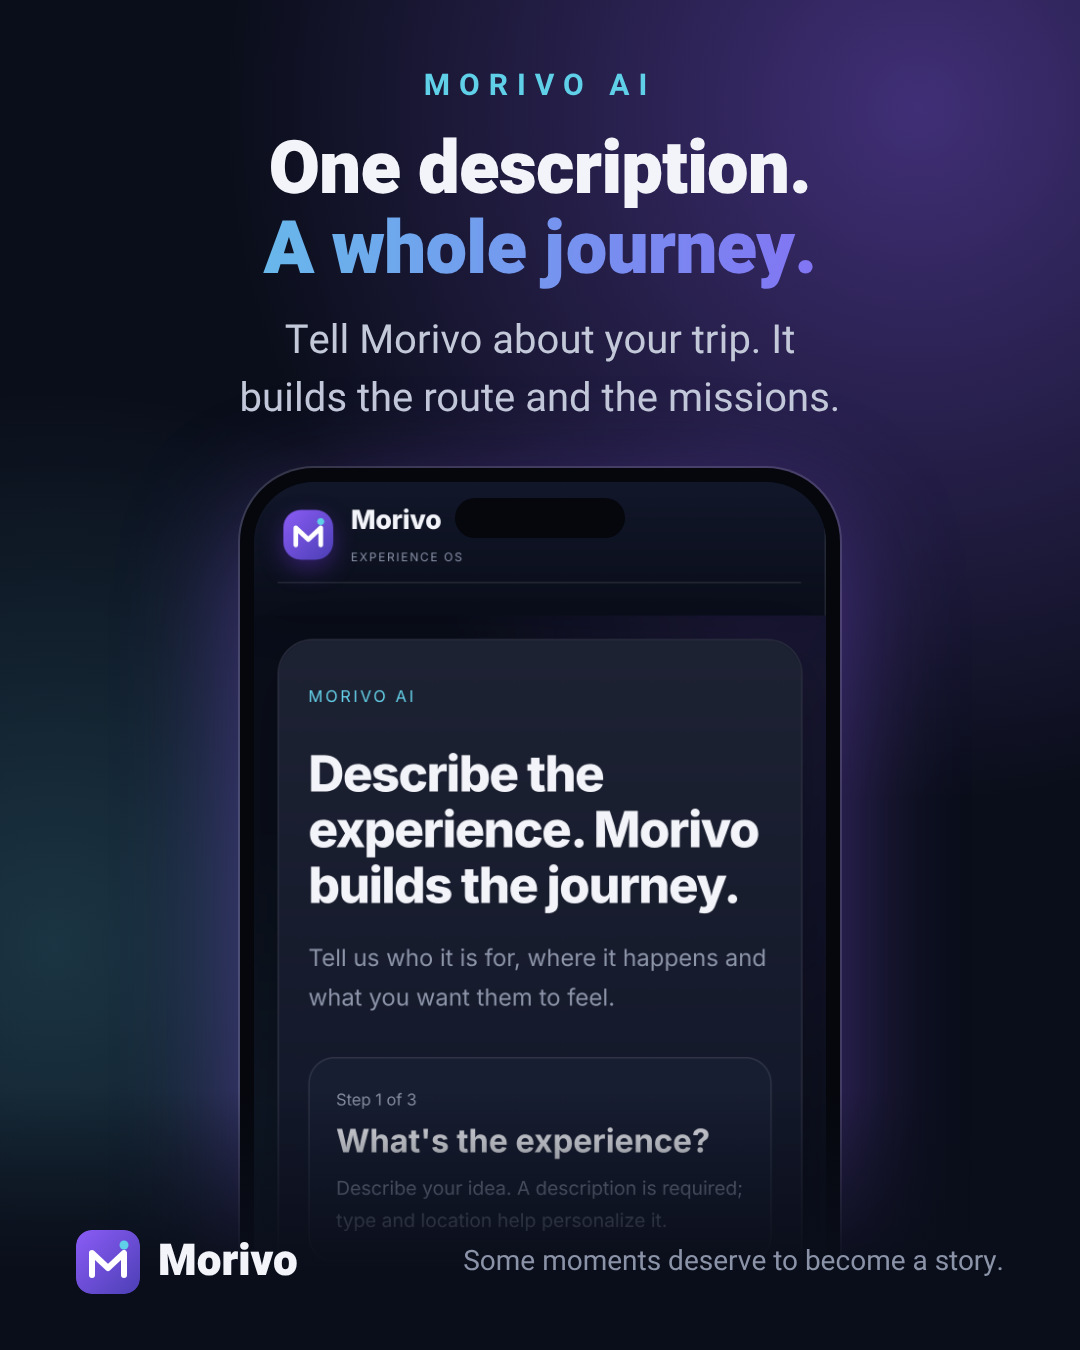 MORIVO AI
One description.
A whole journey.
Tell Morivo about your trip. It
builds the route and the missions.
Morivo
EXPERIENCE OS
MORIVO AI
Describe the
experience. Morivo
builds the journey.
Tell us who it is for, where it happens and
what you want them to feel.
Step 1 of 3
What's the experience?
Describe your idea. A description is required;
type and location help personalize it.
Morivo
Some moments deserve to become a story.